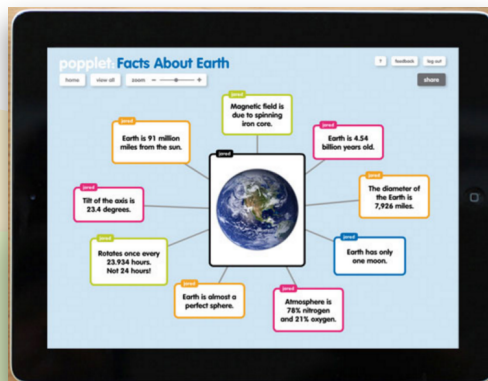 popplet: Facts About Earth
? feedback log out
home view all zoom − +
share
jared
Magnetic field is
due to spinning
iron core.
jared
Earth is 91 million
miles from the sun.
jared
Earth is 4.54
billion years old.
jared
jared
Tilt of the axis is
23.4 degrees.
jared
The diameter of
the Earth is
7,926 miles.
jared
Rotates once every
23.934 hours.
Not 24 hours!
jared
Earth has only
one moon.
jared
Earth is almost a
perfect sphere.
jared
Atmosphere is
78% nitrogen
and 21% oxygen.